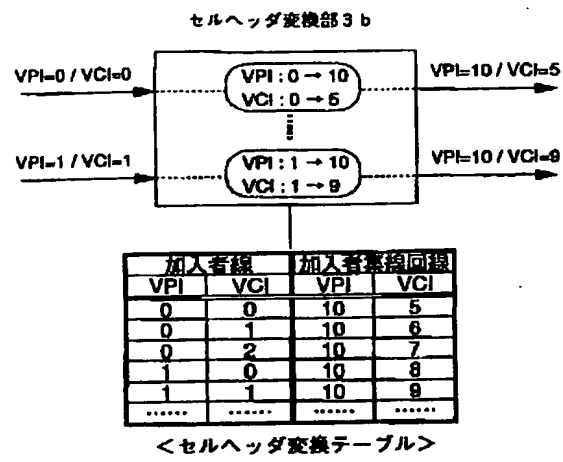 セルヘッダ変換部3b
VPI=0/VCI=0
VPI:0→10
VCI:0→5
VPI=10/VCI=5
VPI=1/VCI=1
VPI:1→10
VCI:1→9
VPI=10/VCI=9
加入者線 加入者集線回線
VPI VCI VPI VCI
0 0 10 5
0 1 10 6
0 2 10 7
1 0 10 8
1 1 10 9
...... ...... ...... ......
<セルヘッダ変換テーブル>